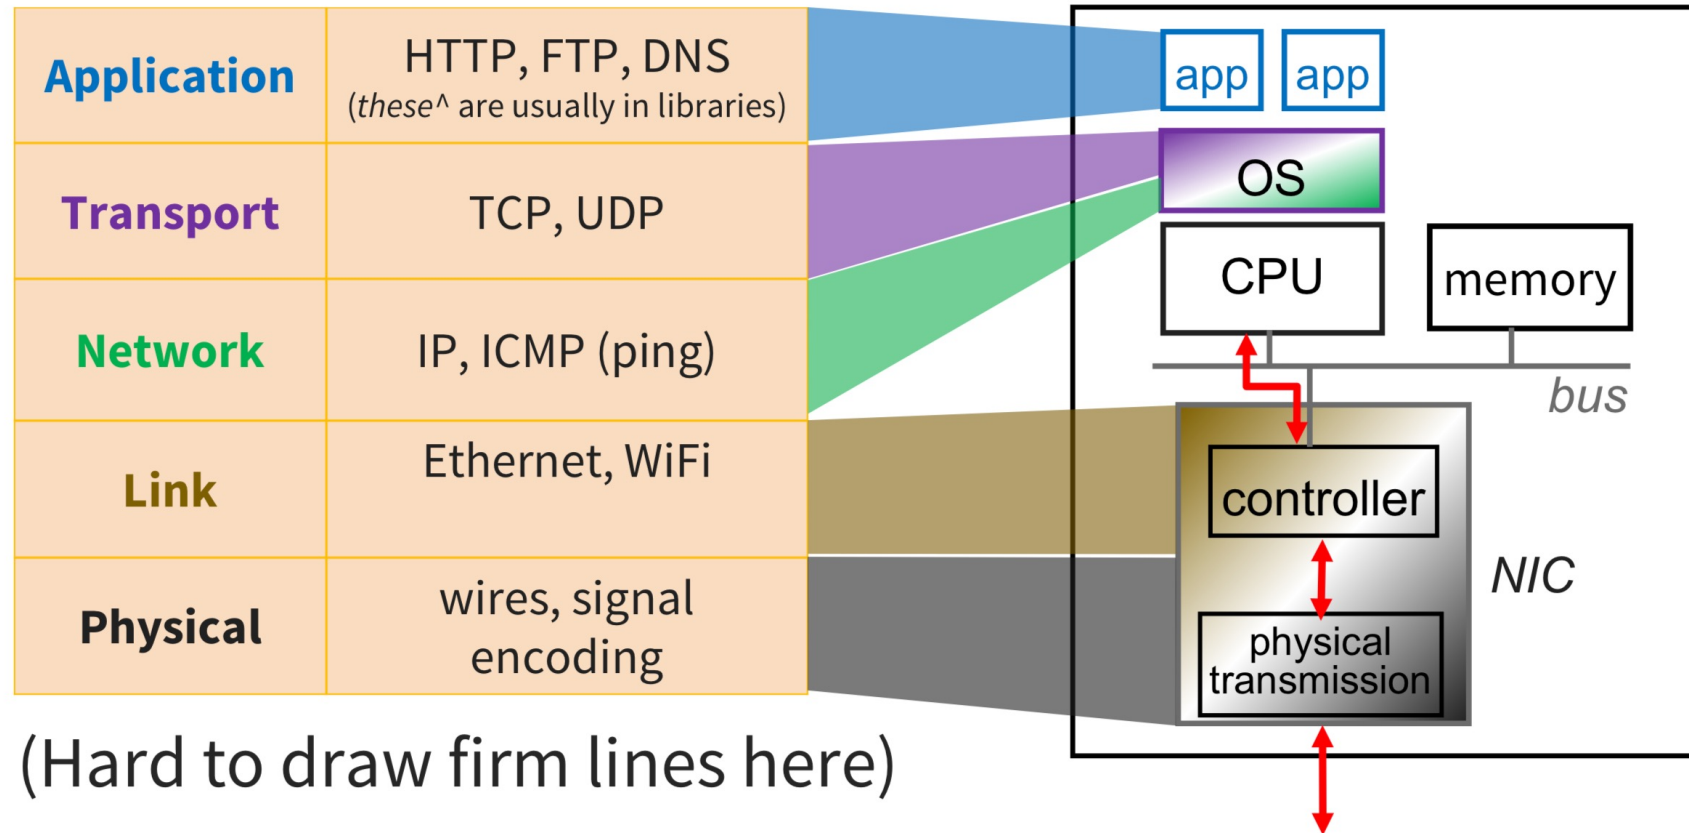 Application
HTTP, FTP, DNS
(these^ are usually in libraries)
Transport
TCP, UDP
Network
IP, ICMP (ping)
Link
Ethernet, WiFi
Physical
wires, signal
encoding
(Hard to draw firm lines here)
app
app
OS
CPU
memory
bus
controller
NIC
physical
transmission